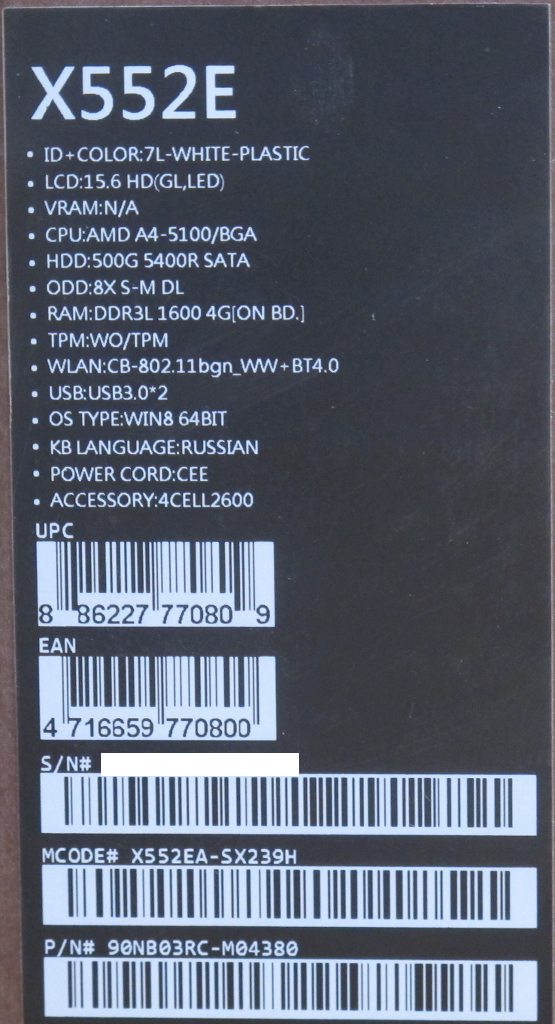 X552E
• ID+COLOR:7L-WHITE-PLASTIC
• LCD:15.6 HD(GL,LED)
• VRAM:N/A
• CPU:AMD A4-5100/BGA
• HDD:500G 5400R SATA
• ODD:8X S-M DL
• RAM:DDR3L 1600 4G[ON BD.]
• TPM:WO/TPM
• WLAN:CB-802.11bgn_WW+BT4.0
• USB:USB3.0*2
• OS TYPE:WIN8 64BIT
• KB LANGUAGE:RUSSIAN
• POWER CORD:CEE
• ACCESSORY:4CELL2600
UPC
8 86227 77080 9
EAN
4 716659 770800
S/N#
MCODE# X552EA-SX239H
P/N# 90NB03RC-M04380